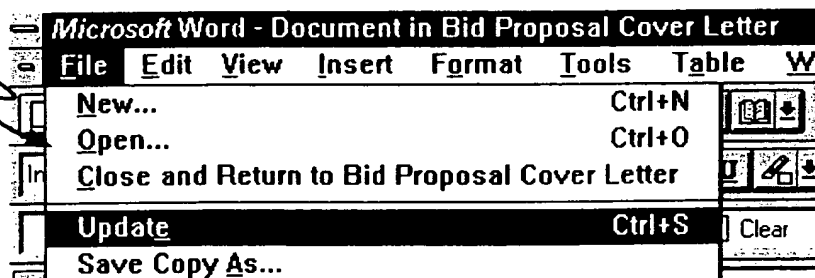 Microsoft Word - Document in Bid Proposal Cover Letter
File Edit View Insert Format Tools Table W
New... Ctrl+N
Open... Ctrl+O
In
Close and Return to Bid Proposal Cover Letter U
Update Ctrl+S Clear
Save Copy As...